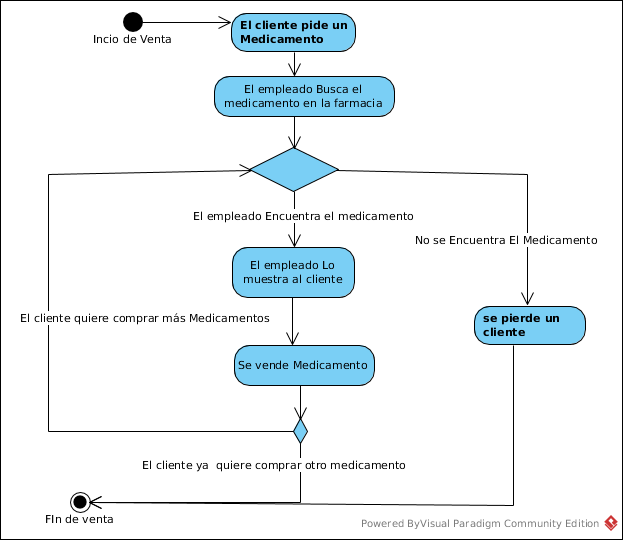 Incio de Venta
El cliente pide un
Medicamento
El empleado Busca el
medicamento en la farmacia
El empleado Encuentra el medicamento
No se Encuentra El Medicamento
El empleado Lo
muestra al cliente
El cliente quiere comprar más Medicamentos
se pierde un
cliente
Se vende Medicamento
El cliente ya  quiere comprar otro medicamento
FIn de venta
Powered ByVisual Paradigm Community Edition